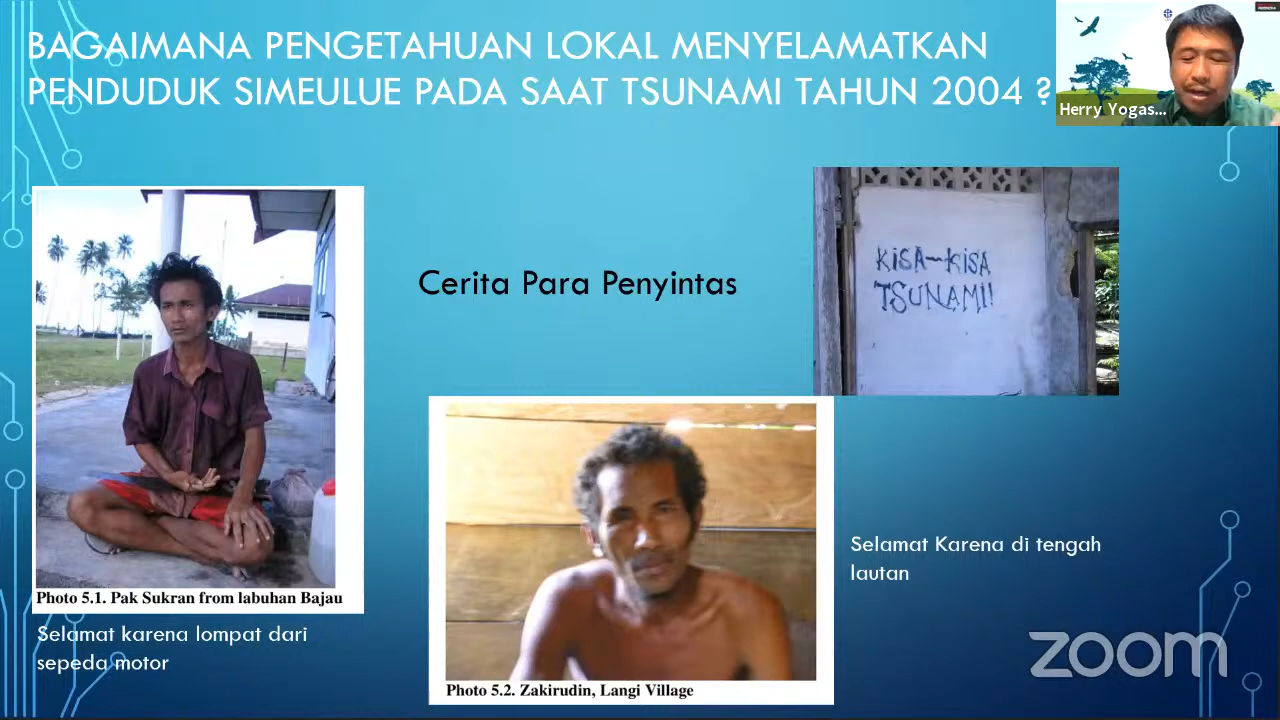 BAGAIMANA PENGETAHUAN LOKAL MENYELAMATKAN
PENDUDUK SIMEULUE PADA SAAT TSUNAMI TAHUN 2004 ?
Herry Yogas...
Cerita Para Penyintas
KISA-KISA
TSUNAMI!
Photo 5.1. Pak Sukran from labuhan Bajau
Selamat karena lompat dari
sepeda motor
Photo 5.2. Zakirudin, Langi Village
Selamat Karena di tengah
lautan
zoom